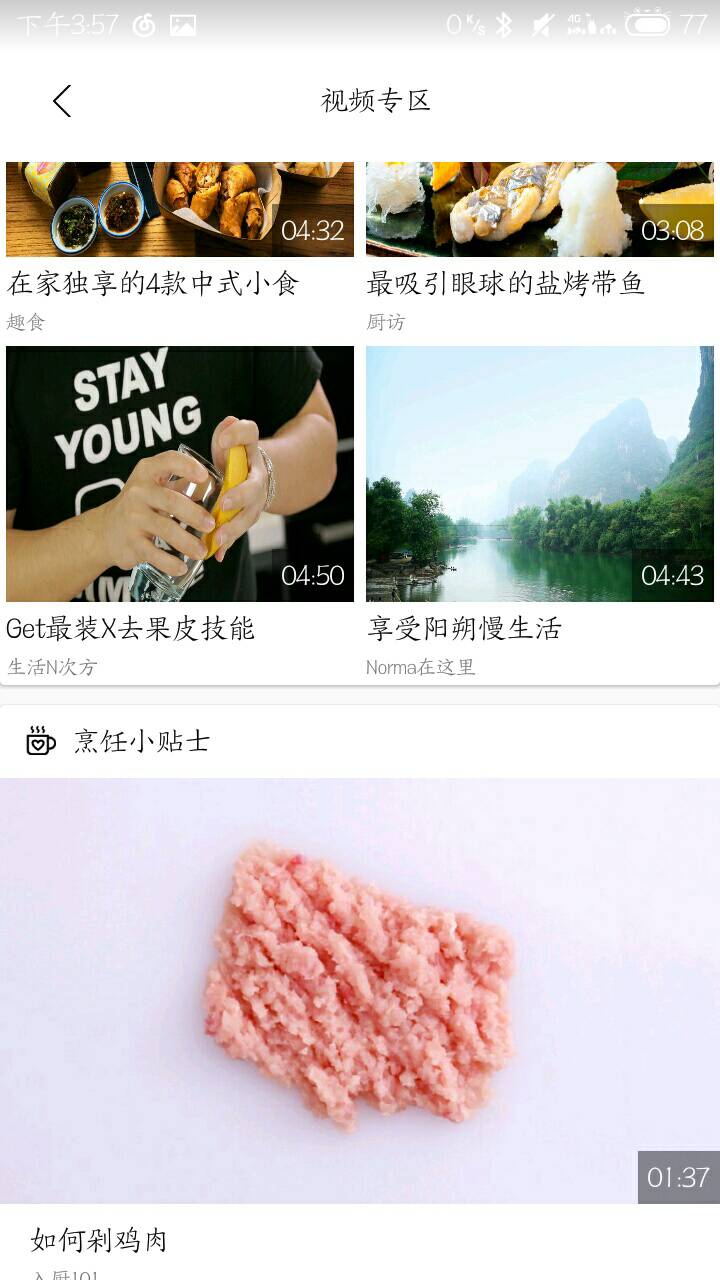 下午3:57
0 K/s
4G
77
视频专区
04:32
03:08
在家独享的4款中式小食
最吸引眼球的盐烤带鱼
趣食
厨访
STAY
YOUNG
04:50
04:43
Get最装X去果皮技能
享受阳朔慢生活
生活N次方
Norma在这里
烹饪小贴士
01:37
如何剁鸡肉
入厨101